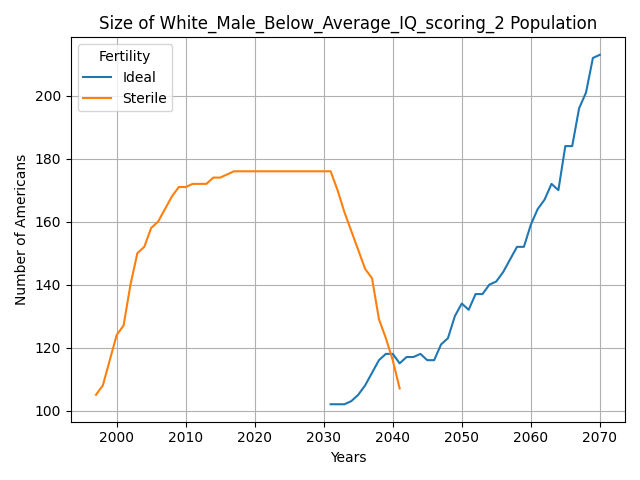 Size of White_Male_Below_Average_IQ_scoring_2 Population
Fertility
Ideal
Sterile
Number of Americans
200
180
160
140
120
100
2000 2010 2020 2030 2040 2050 2060 2070
Years